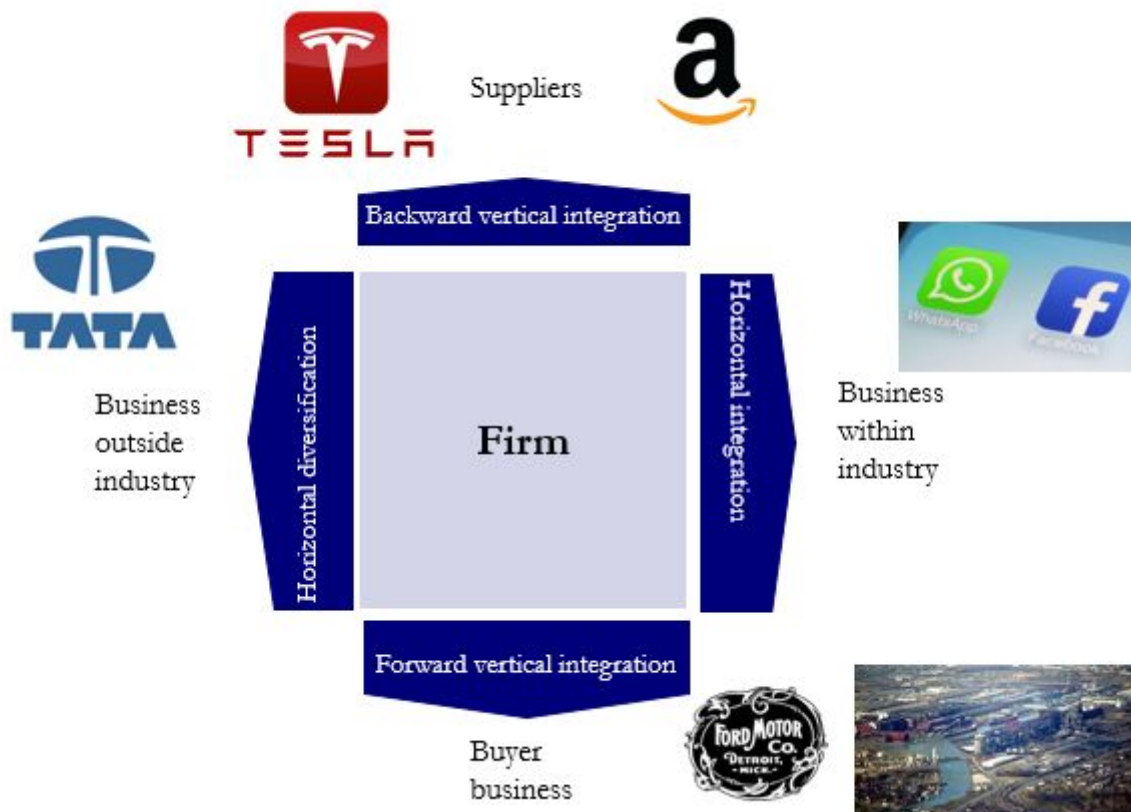 TESLA
Suppliers
a
Backward vertical integration
TATA
Business
outside
industry
Horizontal diversification
Firm
Horizontal integration
WhatsApp
Facebook
Business
within
industry
Forward vertical integration
Buyer
business
FORD MOTOR
Co.
DETROIT,
-MICH.-